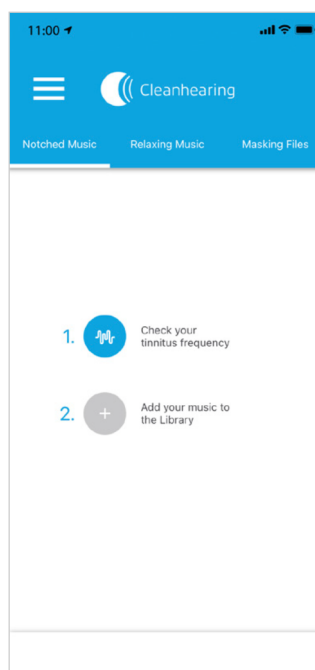 11:00
Cleanhearing
Notched Music Relaxing Music Masking Files
1. Check your
tinnitus frequency
2. Add your music to
the Library